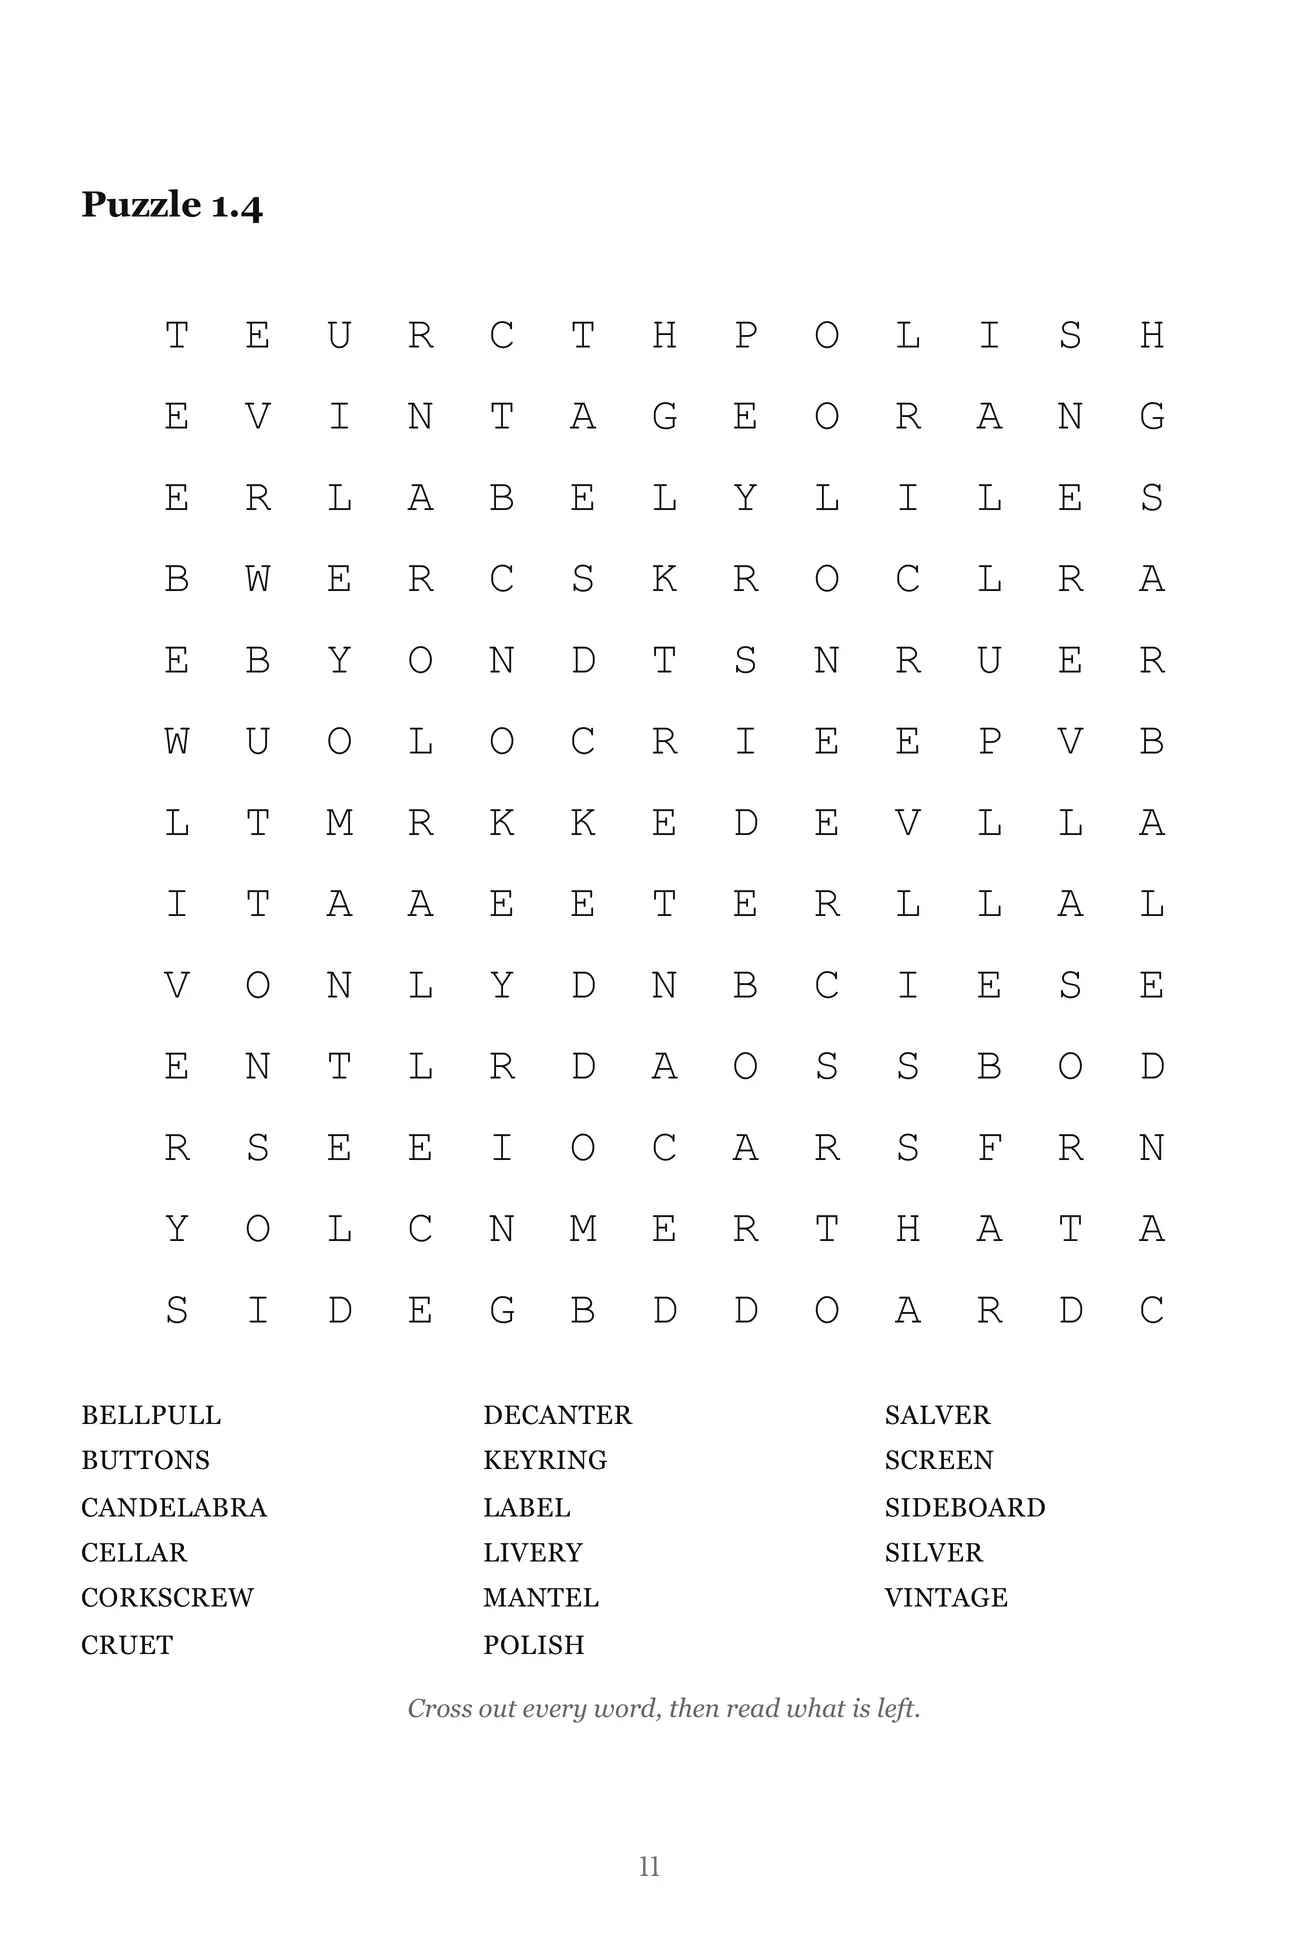 Puzzle 1.4
T E U R C T H P O L I S H
E V I N T A G E O R A N G
E R L A B E L Y L I L E S
B W E R C S K R O C L R A
E B Y O N D T S N R U E R
W U O L O C R I E E P V B
L T M R K K E D E V L L A
I T A A E E T E R L L A L
V O N L Y D N B C I E S E
E N T L R D A O S S B O D
R S E E I O C A R S F R N
Y O L C N M E R T H A T A
S I D E G B D D O A R D C
BELLPULL DECANTER SALVER
BUTTONS KEYRING SCREEN
CANDELABRA LABEL SIDEBOARD
CELLAR LIVERY SILVER
CORKSCREW MANTEL VINTAGE
CRUET POLISH
Cross out every word, then read what is left.
11